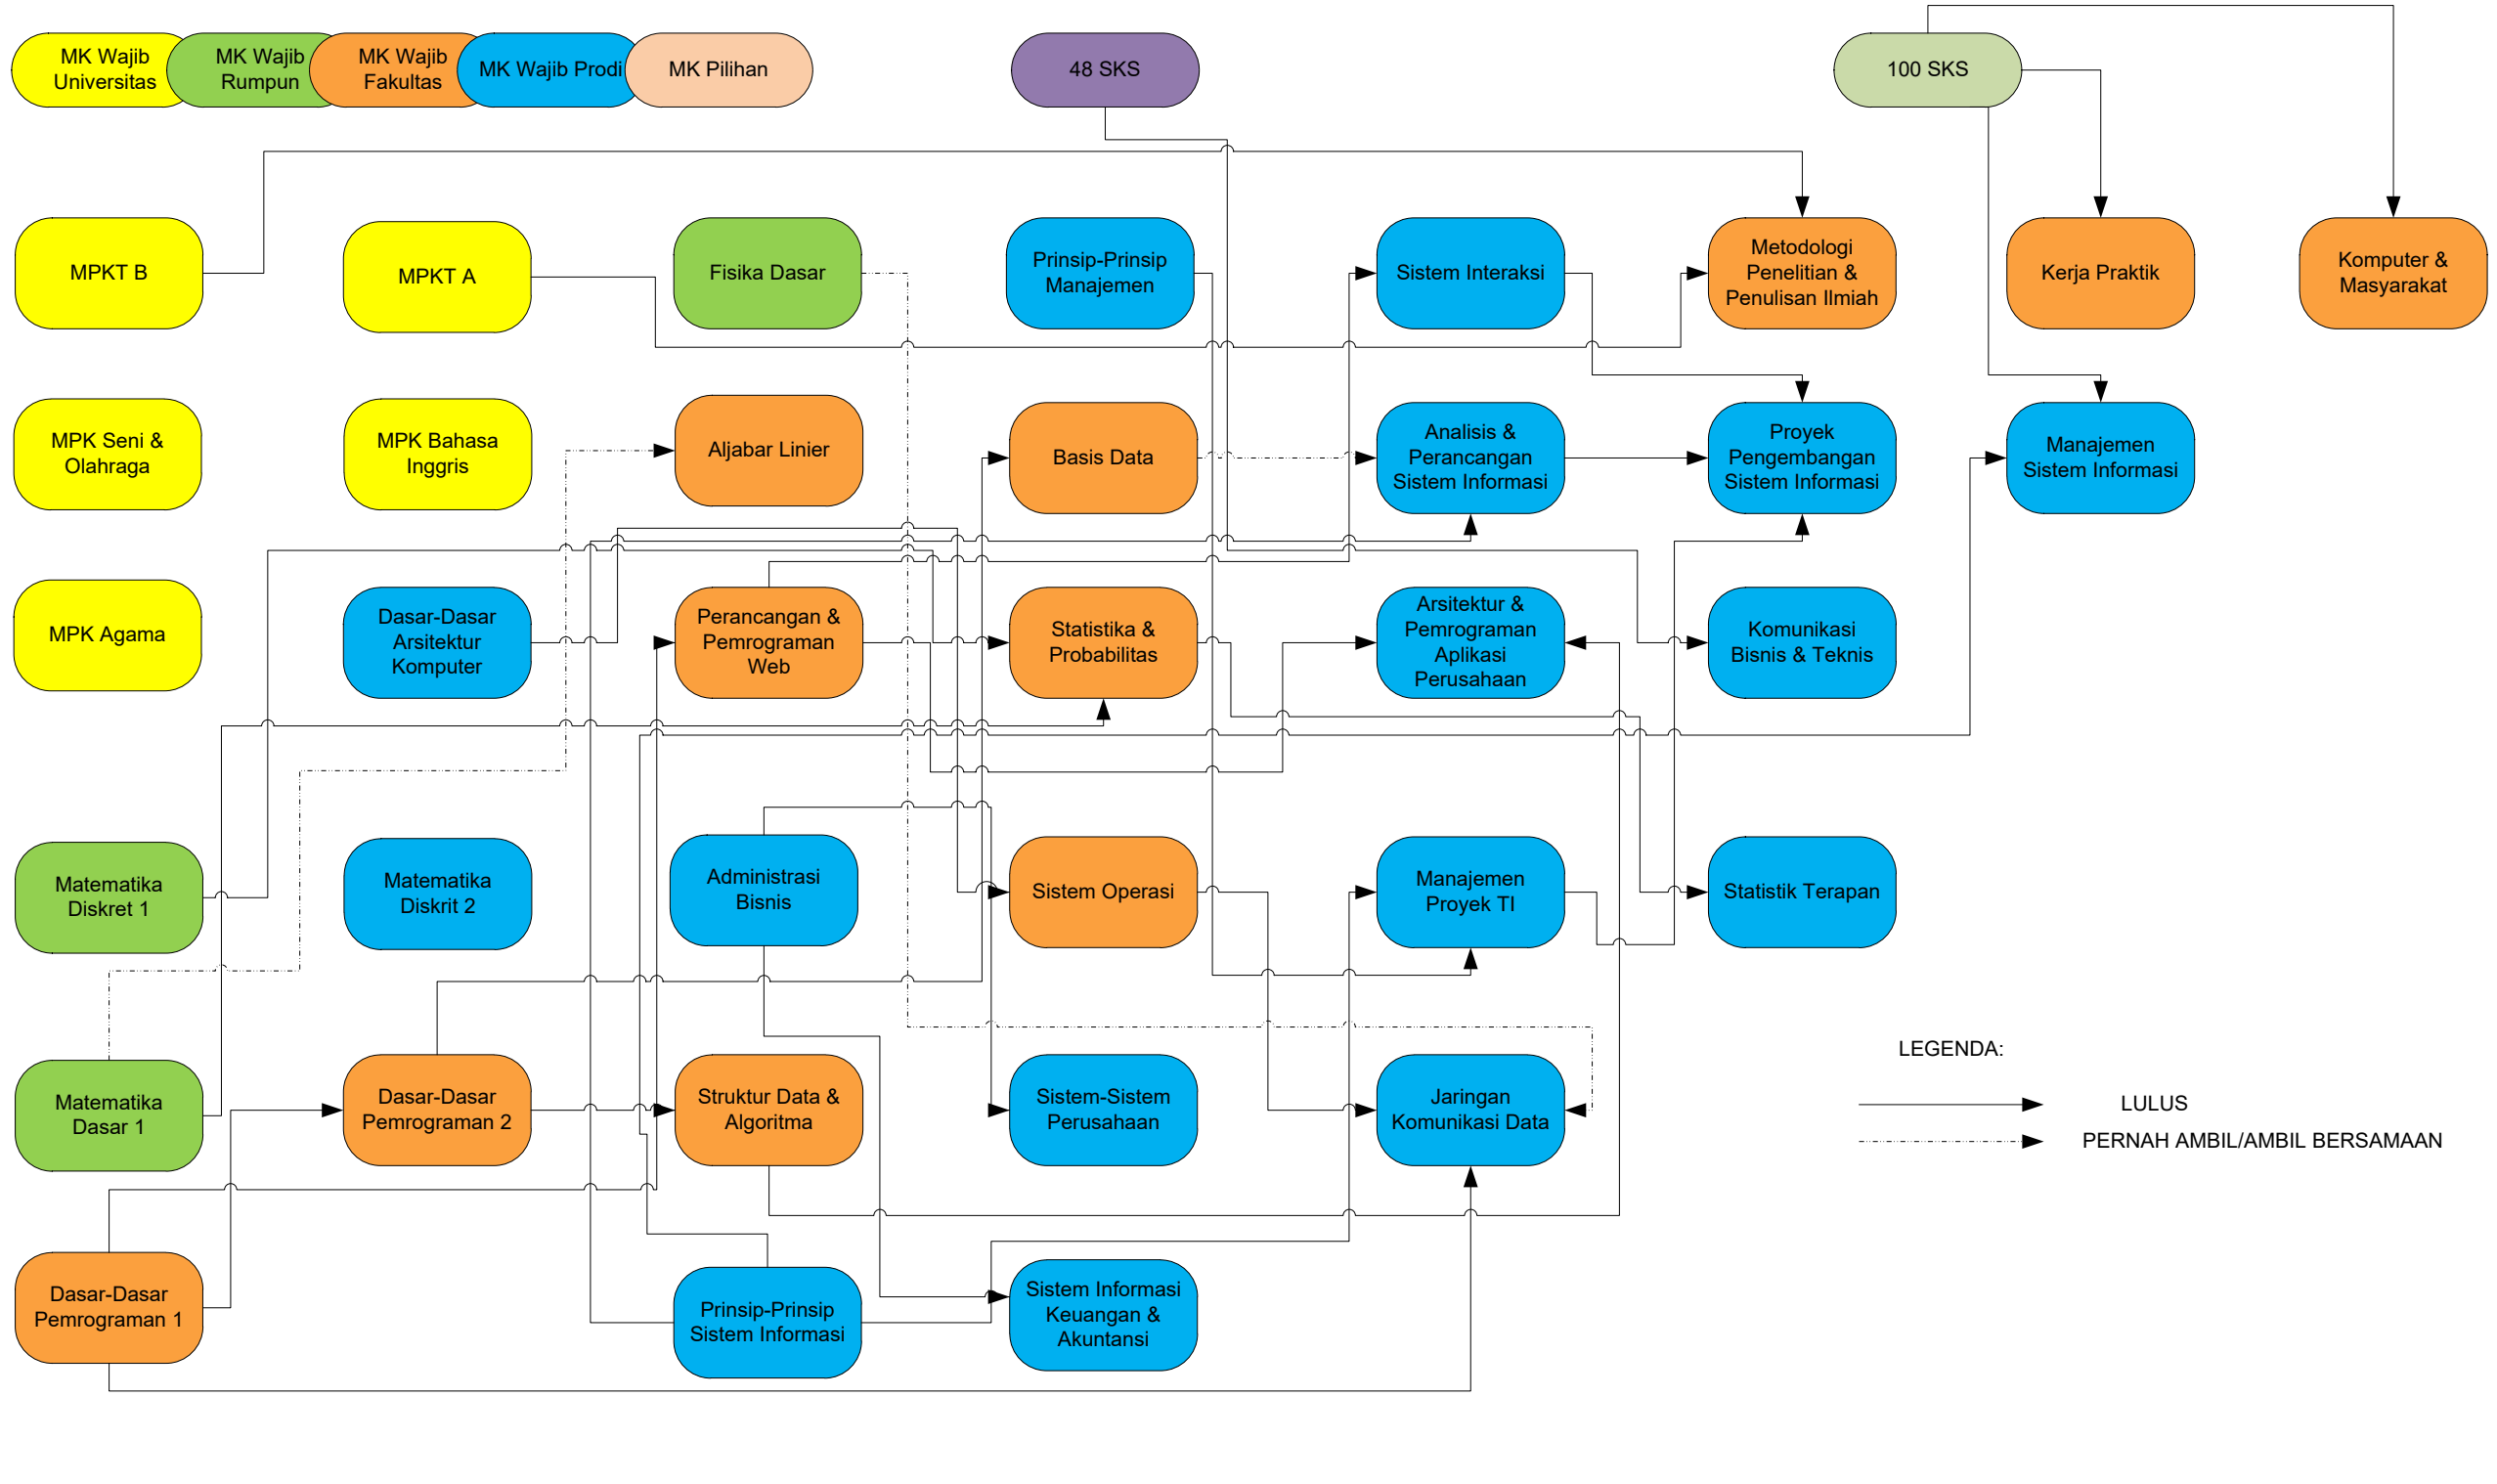 MK Wajib
Universitas
MK Wajib
Rumpun
MK Wajib
Fakultas
MK Wajib Prodi
MK Pilihan
48 SKS
100 SKS
MPKT B
MPKT A
Fisika Dasar
Prinsip-Prinsip
Manajemen
Sistem Interaksi
Metodologi
Penelitian &
Penulisan Ilmiah
Kerja Praktik
Komputer &
Masyarakat
MPK Seni &
Olahraga
MPK Bahasa
Inggris
Aljabar Linier
Basis Data
Analisis &
Perancangan
Sistem Informasi
Proyek
Pengembangan
Sistem Informasi
Manajemen
Sistem Informasi
MPK Agama
Dasar-Dasar
Arsitektur
Komputer
Perancangan &
Pemrograman
Web
Statistika &
Probabilitas
Arsitektur &
Pemrograman
Aplikasi
Perusahaan
Komunikasi
Bisnis & Teknis
Matematika
Diskret 1
Matematika
Diskrit 2
Administrasi
Bisnis
Sistem Operasi
Manajemen
Proyek TI
Statistik Terapan
Matematika
Dasar 1
Dasar-Dasar
Pemrograman 2
Struktur Data &
Algoritma
Sistem-Sistem
Perusahaan
Jaringan
Komunikasi Data
LEGENDA:
LULUS
PERNAH AMBIL/AMBIL BERSAMAAN
Dasar-Dasar
Pemrograman 1
Prinsip-Prinsip
Sistem Informasi
Sistem Informasi
Keuangan &
Akuntansi